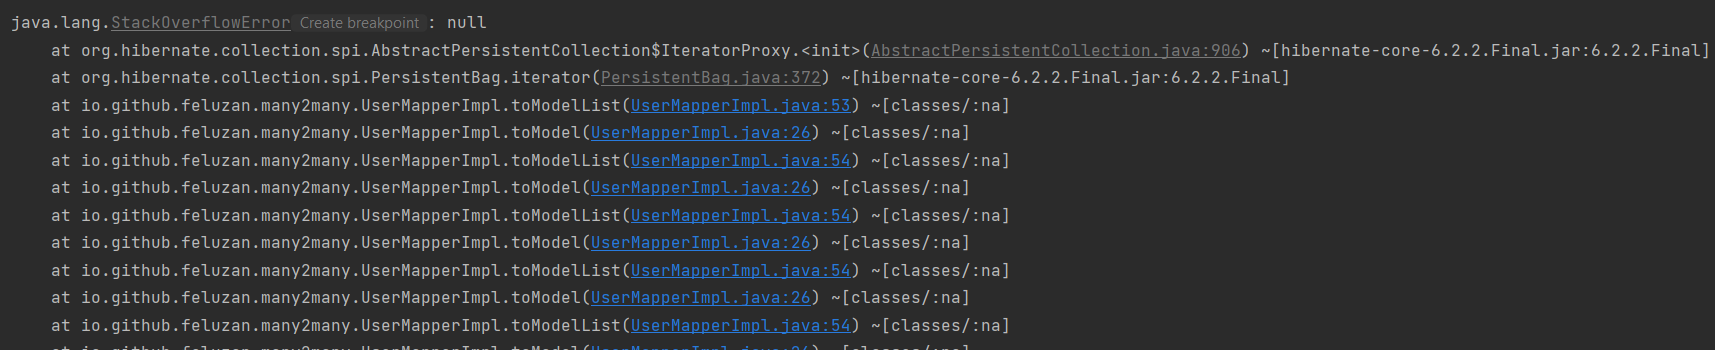 java.lang.StackOverflowError Create breakpoint : null
at org.hibernate.collection.spi.AbstractPersistentCollection$IteratorProxy.<init>(AbstractPersistentCollection.java:906) ~[hibernate-core-6.2.2.Final.jar:6.2.2.Final]
at org.hibernate.collection.spi.PersistentBag.iterator(PersistentBag.java:372) ~[hibernate-core-6.2.2.Final.jar:6.2.2.Final]
at io.github.feluzan.many2many.UserMapperImpl.toModelList(UserMapperImpl.java:53) ~[classes/:na]
at io.github.feluzan.many2many.UserMapperImpl.toModel(UserMapperImpl.java:26) ~[classes/:na]
at io.github.feluzan.many2many.UserMapperImpl.toModelList(UserMapperImpl.java:54) ~[classes/:na]
at io.github.feluzan.many2many.UserMapperImpl.toModel(UserMapperImpl.java:26) ~[classes/:na]
at io.github.feluzan.many2many.UserMapperImpl.toModelList(UserMapperImpl.java:54) ~[classes/:na]
at io.github.feluzan.many2many.UserMapperImpl.toModel(UserMapperImpl.java:26) ~[classes/:na]
at io.github.feluzan.many2many.UserMapperImpl.toModelList(UserMapperImpl.java:54) ~[classes/:na]
at io.github.feluzan.many2many.UserMapperImpl.toModel(UserMapperImpl.java:26) ~[classes/:na]
at io.github.feluzan.many2many.UserMapperImpl.toModelList(UserMapperImpl.java:54) ~[classes/:na]